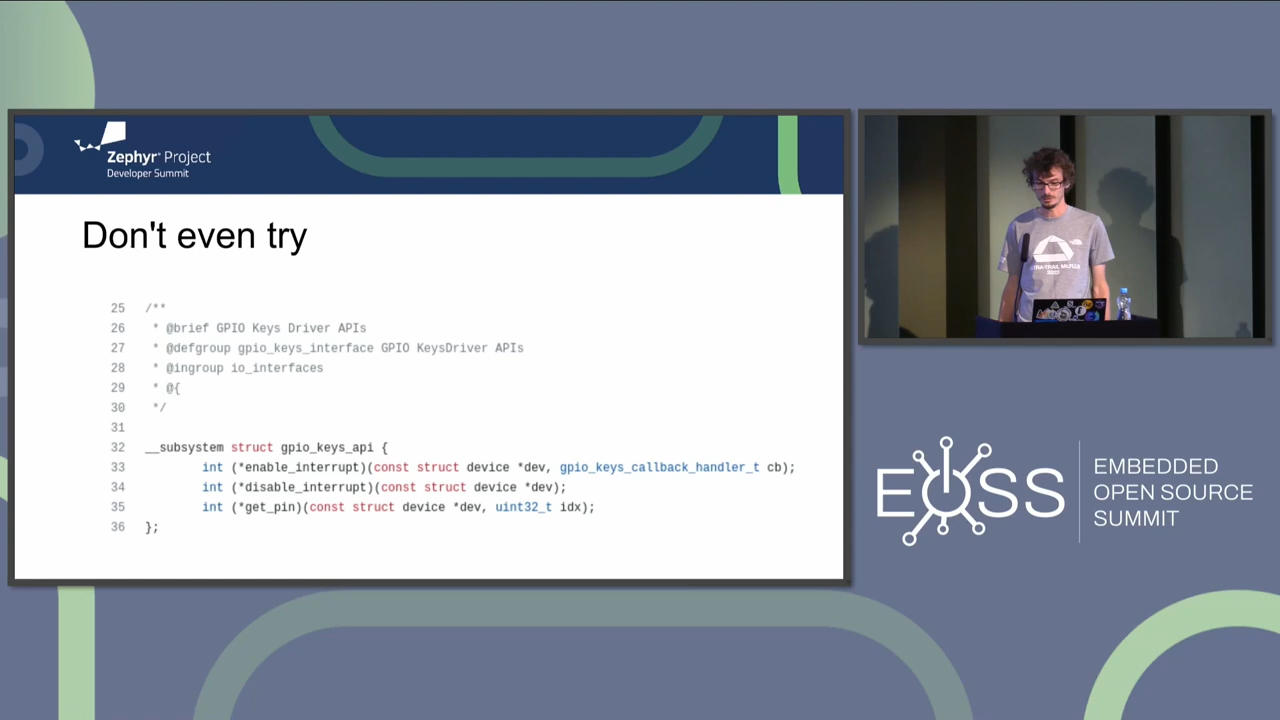 Zephyr® Project
Developer Summit
Don't even try
25 /**
26 * @brief GPIO Keys Driver APIs
27 * @defgroup gpio_keys_interface GPIO KeysDriver APIs
28 * @ingroup io_interfaces
29 * @{
30 */
31
32 __subsystem struct gpio_keys_api {
33 int (*enable_interrupt)(const struct device *dev, gpio_keys_callback_handler_t cb);
34 int (*disable_interrupt)(const struct device *dev);
35 int (*get_pin)(const struct device *dev, uint32_t idx);
36 };
EOSS
EMBEDDED
OPEN SOURCE
SUMMIT